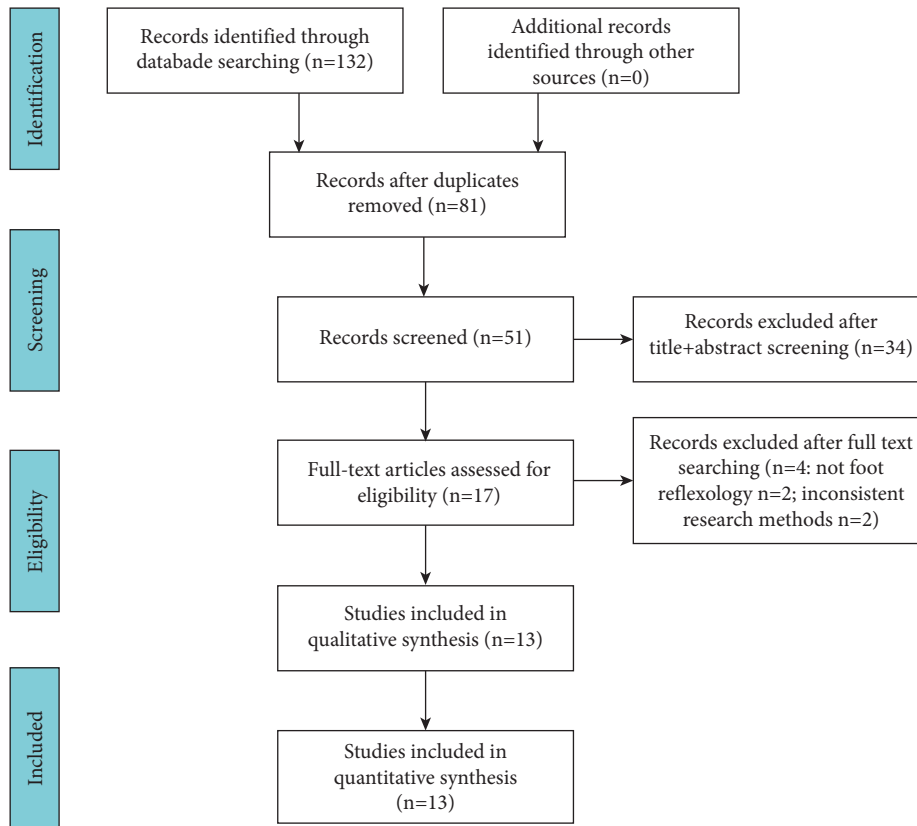 Identification
Records identified through
databade searching (n=132)
Additional records
identified through other
sources (n=0)
Records after duplicates
removed (n=81)
Screening
Records screened (n=51)
Records excluded after
title+abstract screening (n=34)
Eligibility
Full-text articles assessed for
eligibility (n=17)
Records excluded after full text
searching (n=4: not foot
reflexology n=2; inconsistent
research methods n=2)
Studies included in
qualitative synthesis (n=13)
Included
Studies included in
quantitative synthesis
(n=13)